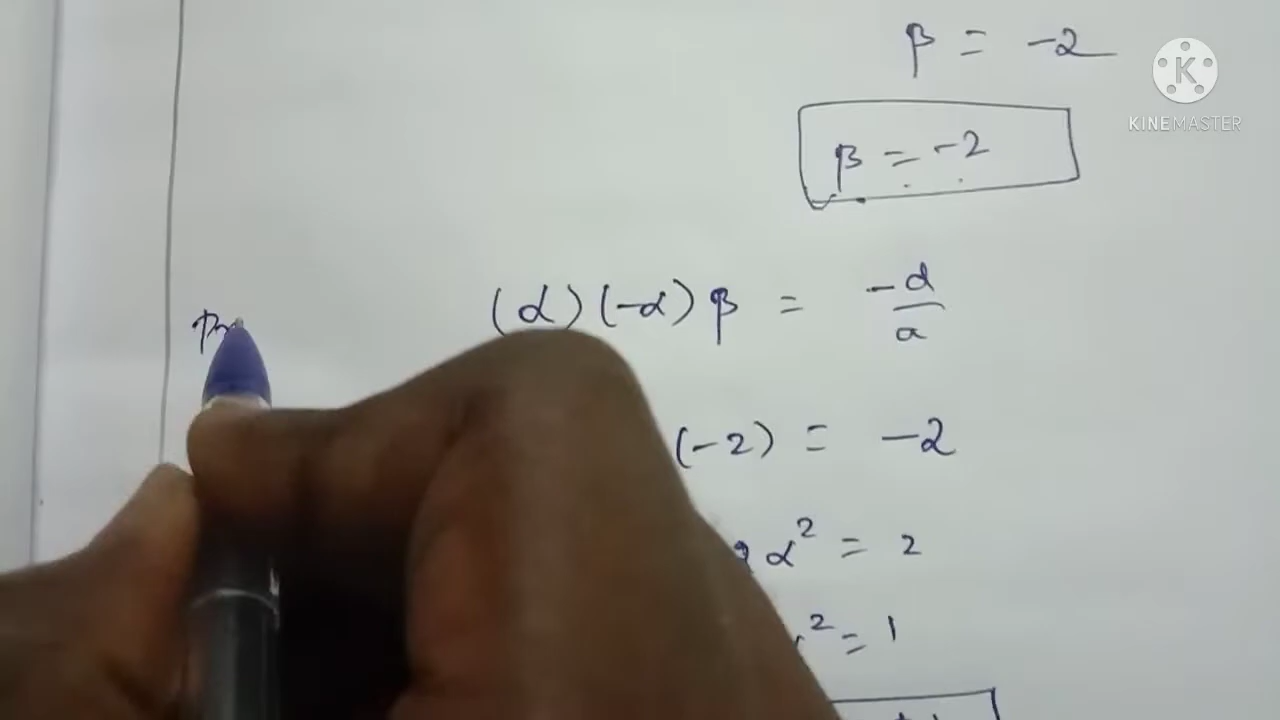 β = -2
KINEMASTER
β = -2
(α)(-α)β = -d/a
(-2) = -2
α² = 2
² = 1